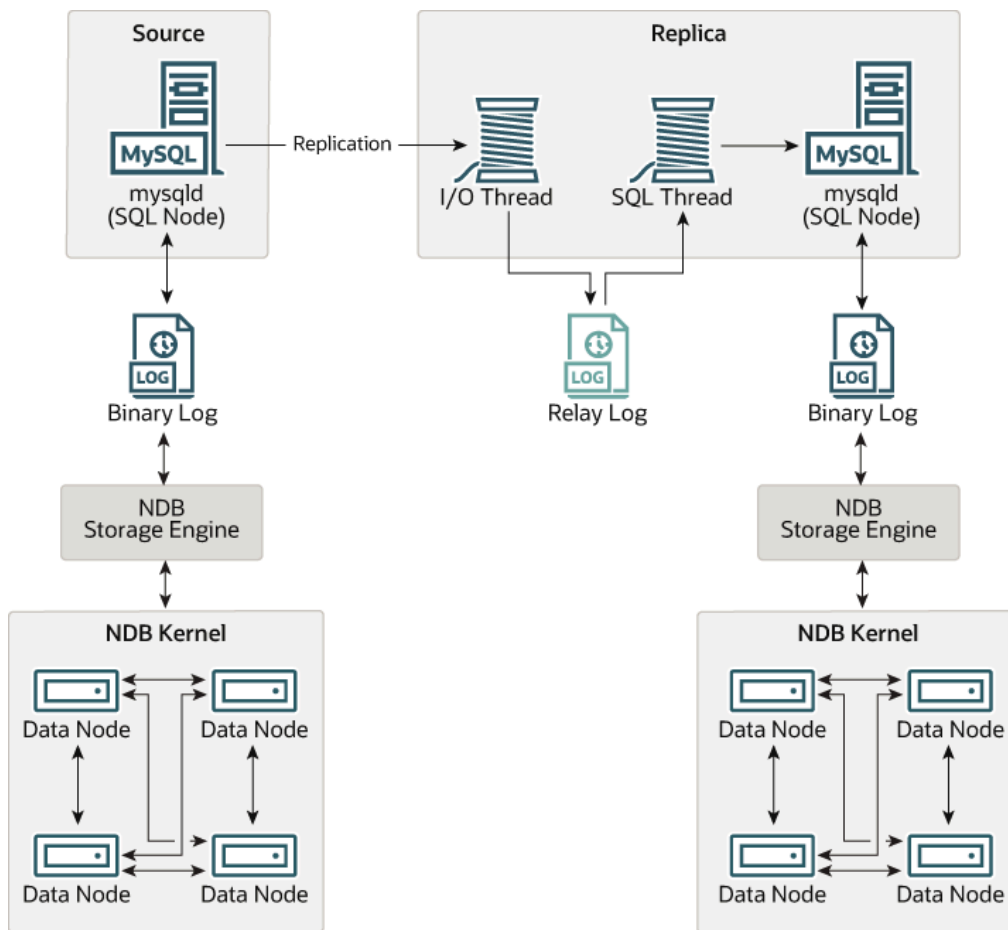 Source
Replica
MySQL
mysqld
(SQL Node)
Replication
I/O Thread
SQL Thread
MySQL
mysqld
(SQL Node)
LOG
Binary Log
LOG
Relay Log
LOG
Binary Log
NDB
Storage Engine
NDB
Storage Engine
NDB Kernel
Data Node
Data Node
Data Node
Data Node
NDB Kernel
Data Node
Data Node
Data Node
Data Node